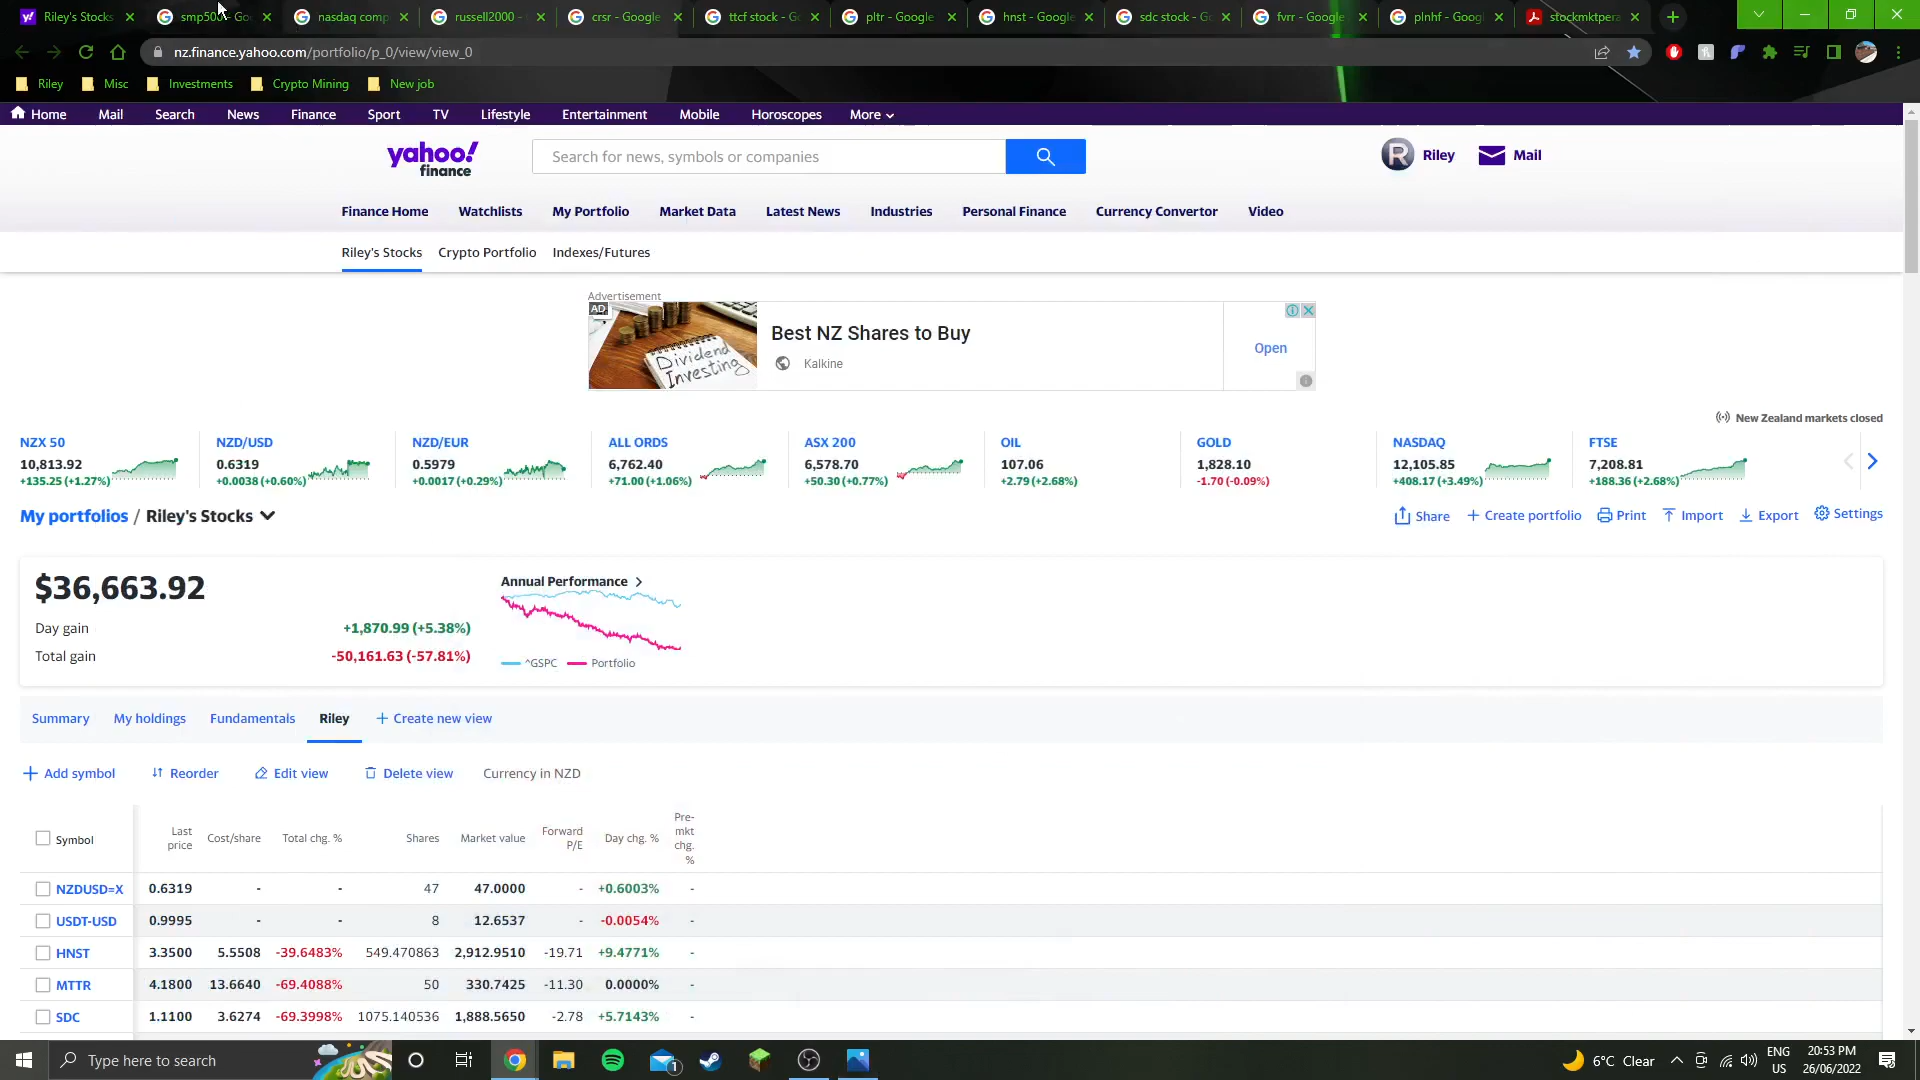 Riley's Stocks smp500 - Go nasdaq comp russell2000 - crsr - Google ttcf stock - G pltr - Google hnst - Google sdc stock - G fvrr - Google plnhf - Goog stockmktpera
nz.finance.yahoo.com/portfolio/p_0/view/view_0
Riley Misc Investments Crypto Mining New job
Home Mail Search News Finance Sport TV Lifestyle Entertainment Mobile Horoscopes More
yahoo! finance Search for news, symbols or companies R Riley Mail
Finance Home Watchlists My Portfolio Market Data Latest News Industries Personal Finance Currency Convertor Video
Riley's Stocks Crypto Portfolio Indexes/Futures
Advertisement
AD
Dividend Investing
Best NZ Shares to Buy
Kalkine
Open
New Zealand markets closed
NZX 50 NZD/USD NZD/EUR ALL ORDS ASX 200 OIL GOLD NASDAQ FTSE
10,813.92 0.6319 0.5979 6,762.40 6,578.70 107.06 1,828.10 12,105.85 7,208.81
+135.25 (+1.27%) +0.0038 (+0.60%) +0.0017 (+0.29%) +71.00 (+1.06%) +50.30 (+0.77%) +2.79 (+2.68%) -1.70 (-0.09%) +408.17 (+3.49%) +188.36 (+2.68%)
My portfolios / Riley's Stocks Share + Create portfolio Print Import Export Settings
$36,663.92 Annual Performance >
Day gain +1,870.99 (+5.38%)
Total gain -50,161.63 (-57.81%)
^GSPC Portfolio
Summary My holdings Fundamentals Riley + Create new view
+ Add symbol Reorder Edit view Delete view Currency in NZD
Symbol Last price Cost/share Total chg. % Shares Market value Forward P/E Day chg. % Pre-mkt chg. %
NZDUSD=X 0.6319 - - 47 47.0000 - +0.6003% -
USDT-USD 0.9995 - - 8 12.6537 - -0.0054% -
HNST 3.3500 5.5508 -39.6483% 549.470863 2,912.9510 -19.71 +9.4771% -
MTTR 4.1800 13.6640 -69.4088% 50 330.7425 -11.30 0.0000% -
SDC 1.1100 3.6274 -69.3998% 1075.140536 1,888.5650 -2.78 +5.7143% -
Type here to search 1 6°C Clear ENG US 20:53 PM 26/06/2022